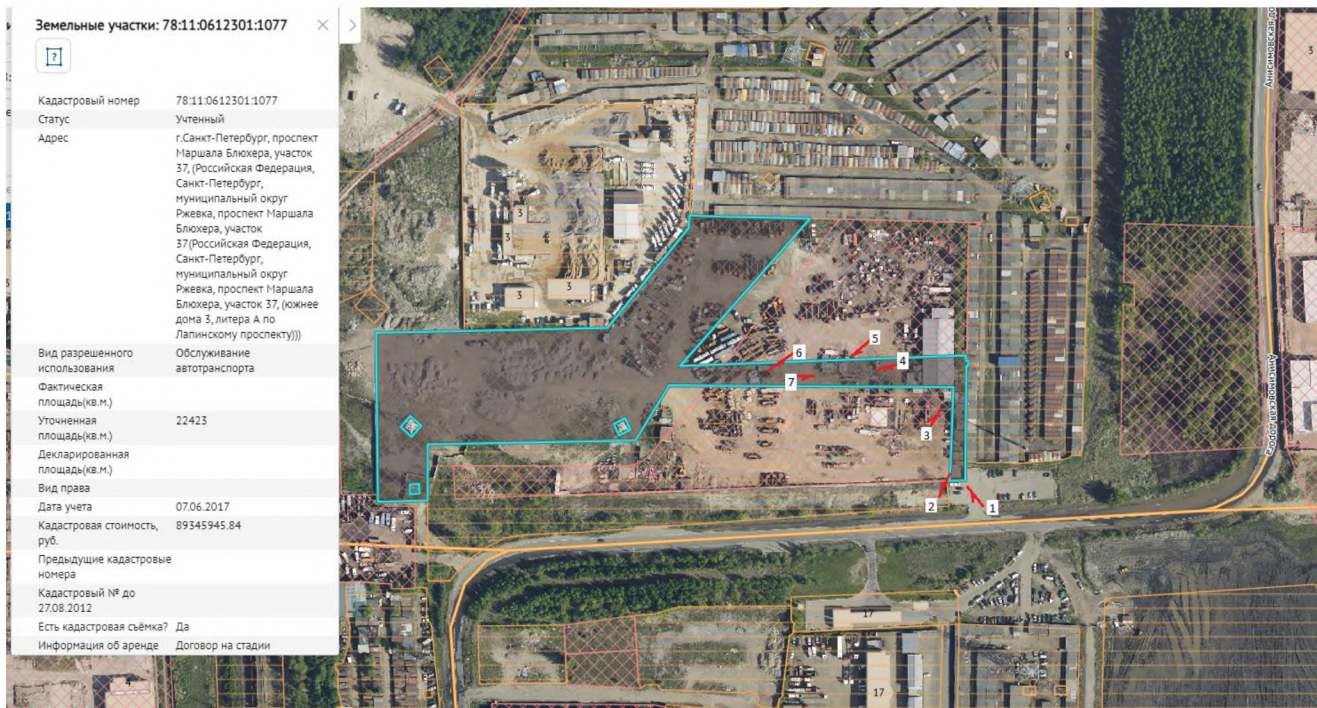 Земельные участки: 78:11:0612301:1077
Кадастровый номер 78:11:0612301:1077
Статус Учтенный
Адрес г.Санкт-Петербург, проспект
Маршала Блюхера, участок
37, (Российская Федерация,
Санкт-Петербург,
муниципальный округ
Ржевка, проспект Маршала
Блюхера, участок
37(Российская Федерация,
Санкт-Петербург,
муниципальный округ
Ржевка, проспект Маршала
Блюхера, участок 37, (южнее
дома 3, литера А по
Лапинскому проспекту)))
Вид разрешенного Обслуживание
использования автотранспорта
Фактическая
площадь(кв.м.)
Уточненная 22423
площадь(кв.м.)
Декларированная
площадь(кв.м.)
Вид права
Дата учета 07.06.2017
Кадастровая стоимость, 89345945.84
руб.
Предыдущие кадастровые
номера
Кадастровый № до
27.08.2012
Есть кадастровая съёмка? Да
Информация об аренде Договор на стадии
3
3
3
3
3
6
5
4
7
3
2
1
17
17
Анисимовская до
Анисимовская дорога